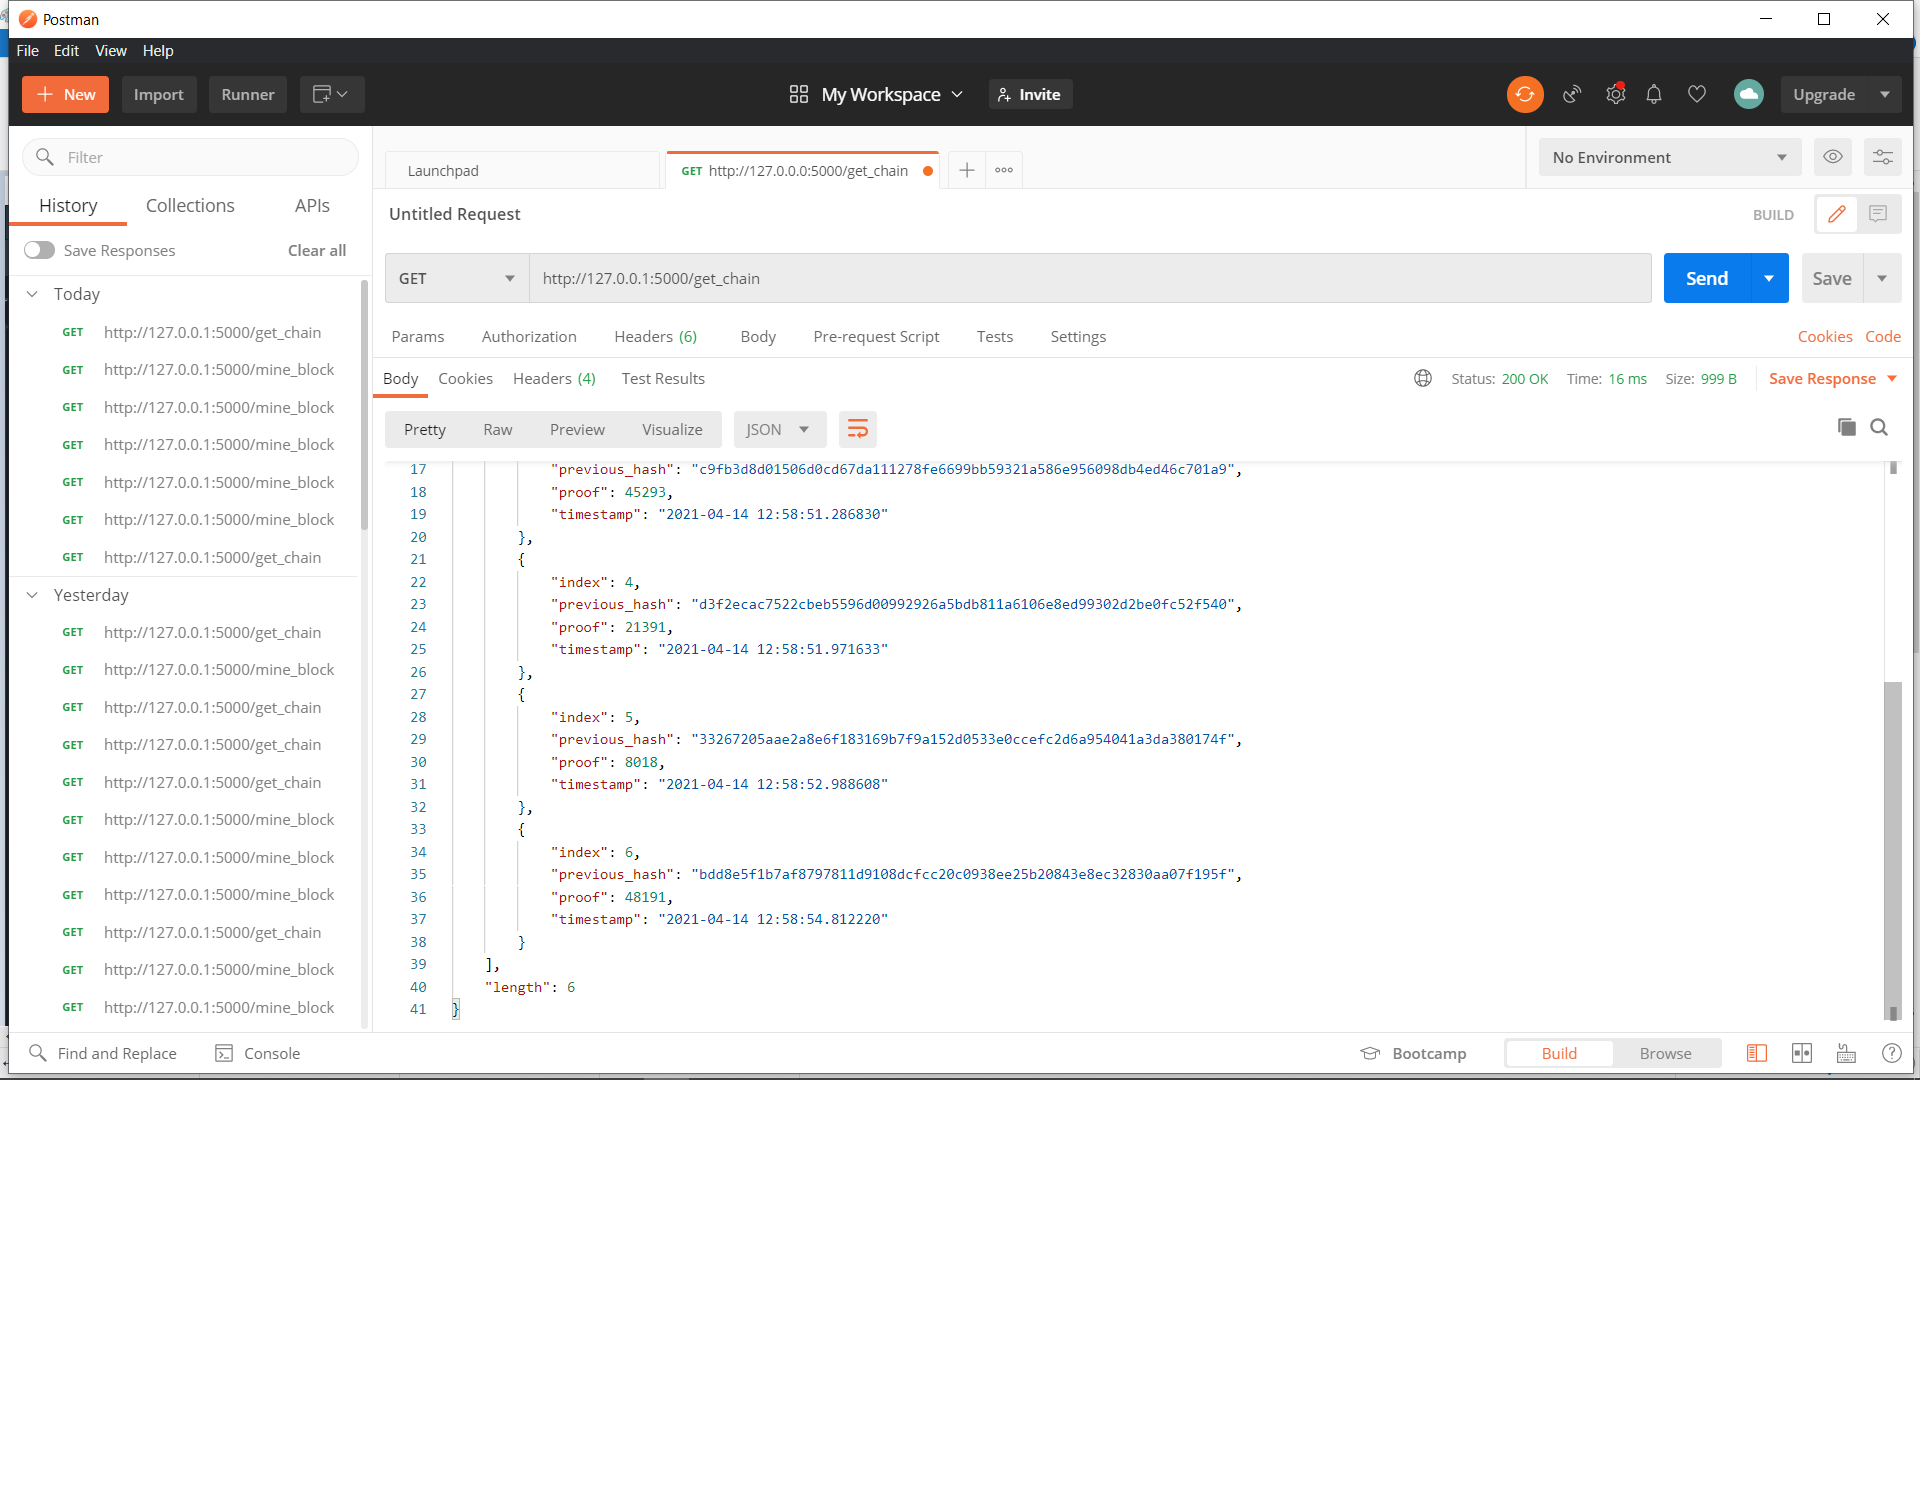 Postman
File Edit View Help
+ New Import Runner My Workspace Invite Upgrade
Filter
History Collections APIs
Save Responses Clear all
Today
GET http://127.0.0.1:5000/get_chain
GET http://127.0.0.1:5000/mine_block
GET http://127.0.0.1:5000/mine_block
GET http://127.0.0.1:5000/mine_block
GET http://127.0.0.1:5000/mine_block
GET http://127.0.0.1:5000/mine_block
GET http://127.0.0.1:5000/get_chain
Yesterday
GET http://127.0.0.1:5000/get_chain
GET http://127.0.0.1:5000/mine_block
GET http://127.0.0.1:5000/get_chain
GET http://127.0.0.1:5000/get_chain
GET http://127.0.0.1:5000/get_chain
GET http://127.0.0.1:5000/mine_block
GET http://127.0.0.1:5000/mine_block
GET http://127.0.0.1:5000/mine_block
GET http://127.0.0.1:5000/get_chain
GET http://127.0.0.1:5000/mine_block
GET http://127.0.0.1:5000/mine_block
Launchpad GET http://127.0.0.0:5000/get_chain No Environment
Untitled Request BUILD
GET http://127.0.0.1:5000/get_chain Send Save
Params Authorization Headers (6) Body Pre-request Script Tests Settings Cookies Code
Body Cookies Headers (4) Test Results Status: 200 OK Time: 16 ms Size: 999 B Save Response
Pretty Raw Preview Visualize JSON
17 "previous_hash": "c9fb3d8d01506d0cd67da111278fe6699bb59321a586e956098db4ed46c701a9",
18 "proof": 45293,
19 "timestamp": "2021-04-14 12:58:51.286830"
20 },
21 {
22 "index": 4,
23 "previous_hash": "d3f2ecac7522cbeb5596d00992926a5bdb811a6106e8ed99302d2be0fc52f540",
24 "proof": 21391,
25 "timestamp": "2021-04-14 12:58:51.971633"
26 },
27 {
28 "index": 5,
29 "previous_hash": "33267205aae2a8e6f183169b7f9a152d0533e0ccefc2d6a954041a3da380174f",
30 "proof": 8018,
31 "timestamp": "2021-04-14 12:58:52.988608"
32 },
33 {
34 "index": 6,
35 "previous_hash": "bdd8e5f1b7af8797811d9108dcfcc20c0938ee25b20843e8ec32830aa07f195f",
36 "proof": 48191,
37 "timestamp": "2021-04-14 12:58:54.812220"
38 }
39 ],
40 "length": 6
41 }
Find and Replace Console Bootcamp Build Browse